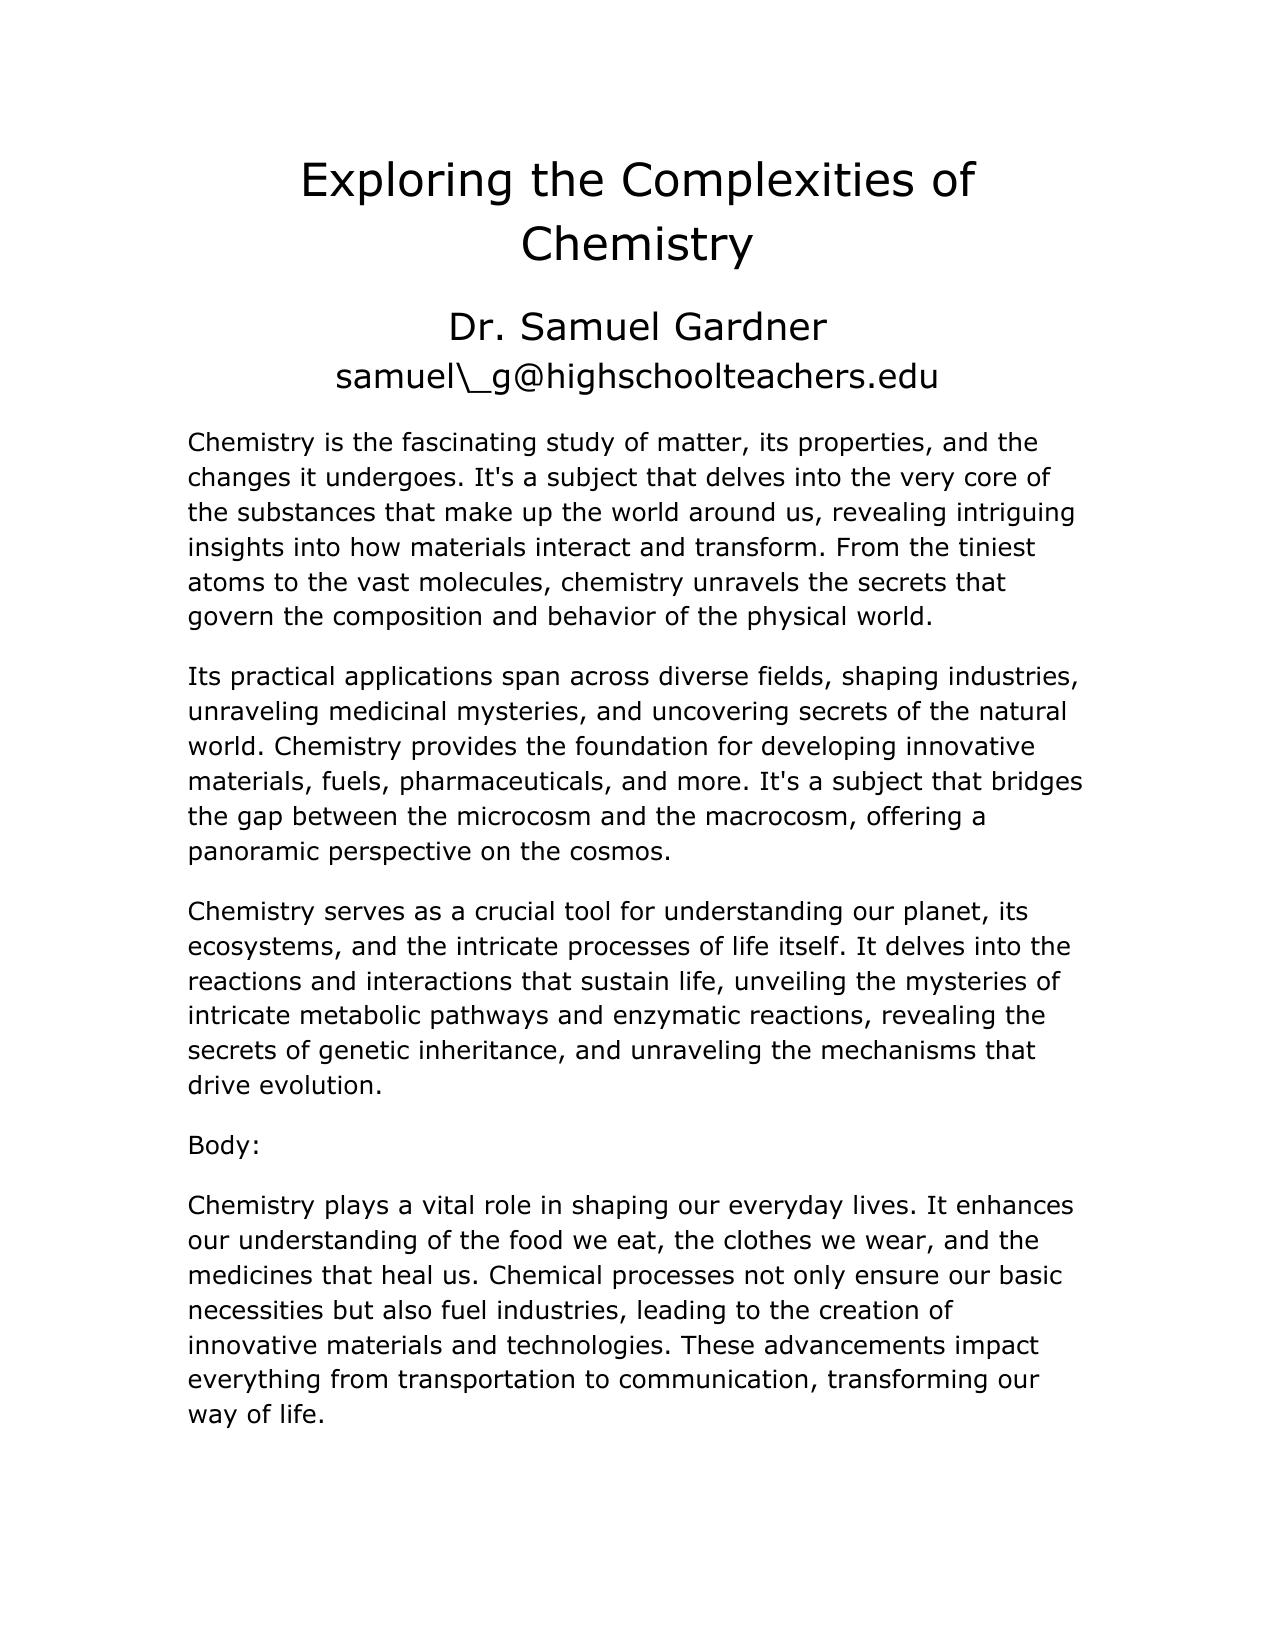 Exploring the Complexities of
Chemistry
Dr. Samuel Gardner
samuel\_g@highschoolteachers.edu
Chemistry is the fascinating study of matter, its properties, and the
changes it undergoes. It's a subject that delves into the very core of
the substances that make up the world around us, revealing intriguing
insights into how materials interact and transform. From the tiniest
atoms to the vast molecules, chemistry unravels the secrets that
govern the composition and behavior of the physical world.
Its practical applications span across diverse fields, shaping industries,
unraveling medicinal mysteries, and uncovering secrets of the natural
world. Chemistry provides the foundation for developing innovative
materials, fuels, pharmaceuticals, and more. It's a subject that bridges
the gap between the microcosm and the macrocosm, offering a
panoramic perspective on the cosmos.
Chemistry serves as a crucial tool for understanding our planet, its
ecosystems, and the intricate processes of life itself. It delves into the
reactions and interactions that sustain life, unveiling the mysteries of
intricate metabolic pathways and enzymatic reactions, revealing the
secrets of genetic inheritance, and unraveling the mechanisms that
drive evolution.
Body:
Chemistry plays a vital role in shaping our everyday lives. It enhances
our understanding of the food we eat, the clothes we wear, and the
medicines that heal us. Chemical processes not only ensure our basic
necessities but also fuel industries, leading to the creation of
innovative materials and technologies. These advancements impact
everything from transportation to communication, transforming our
way of life.